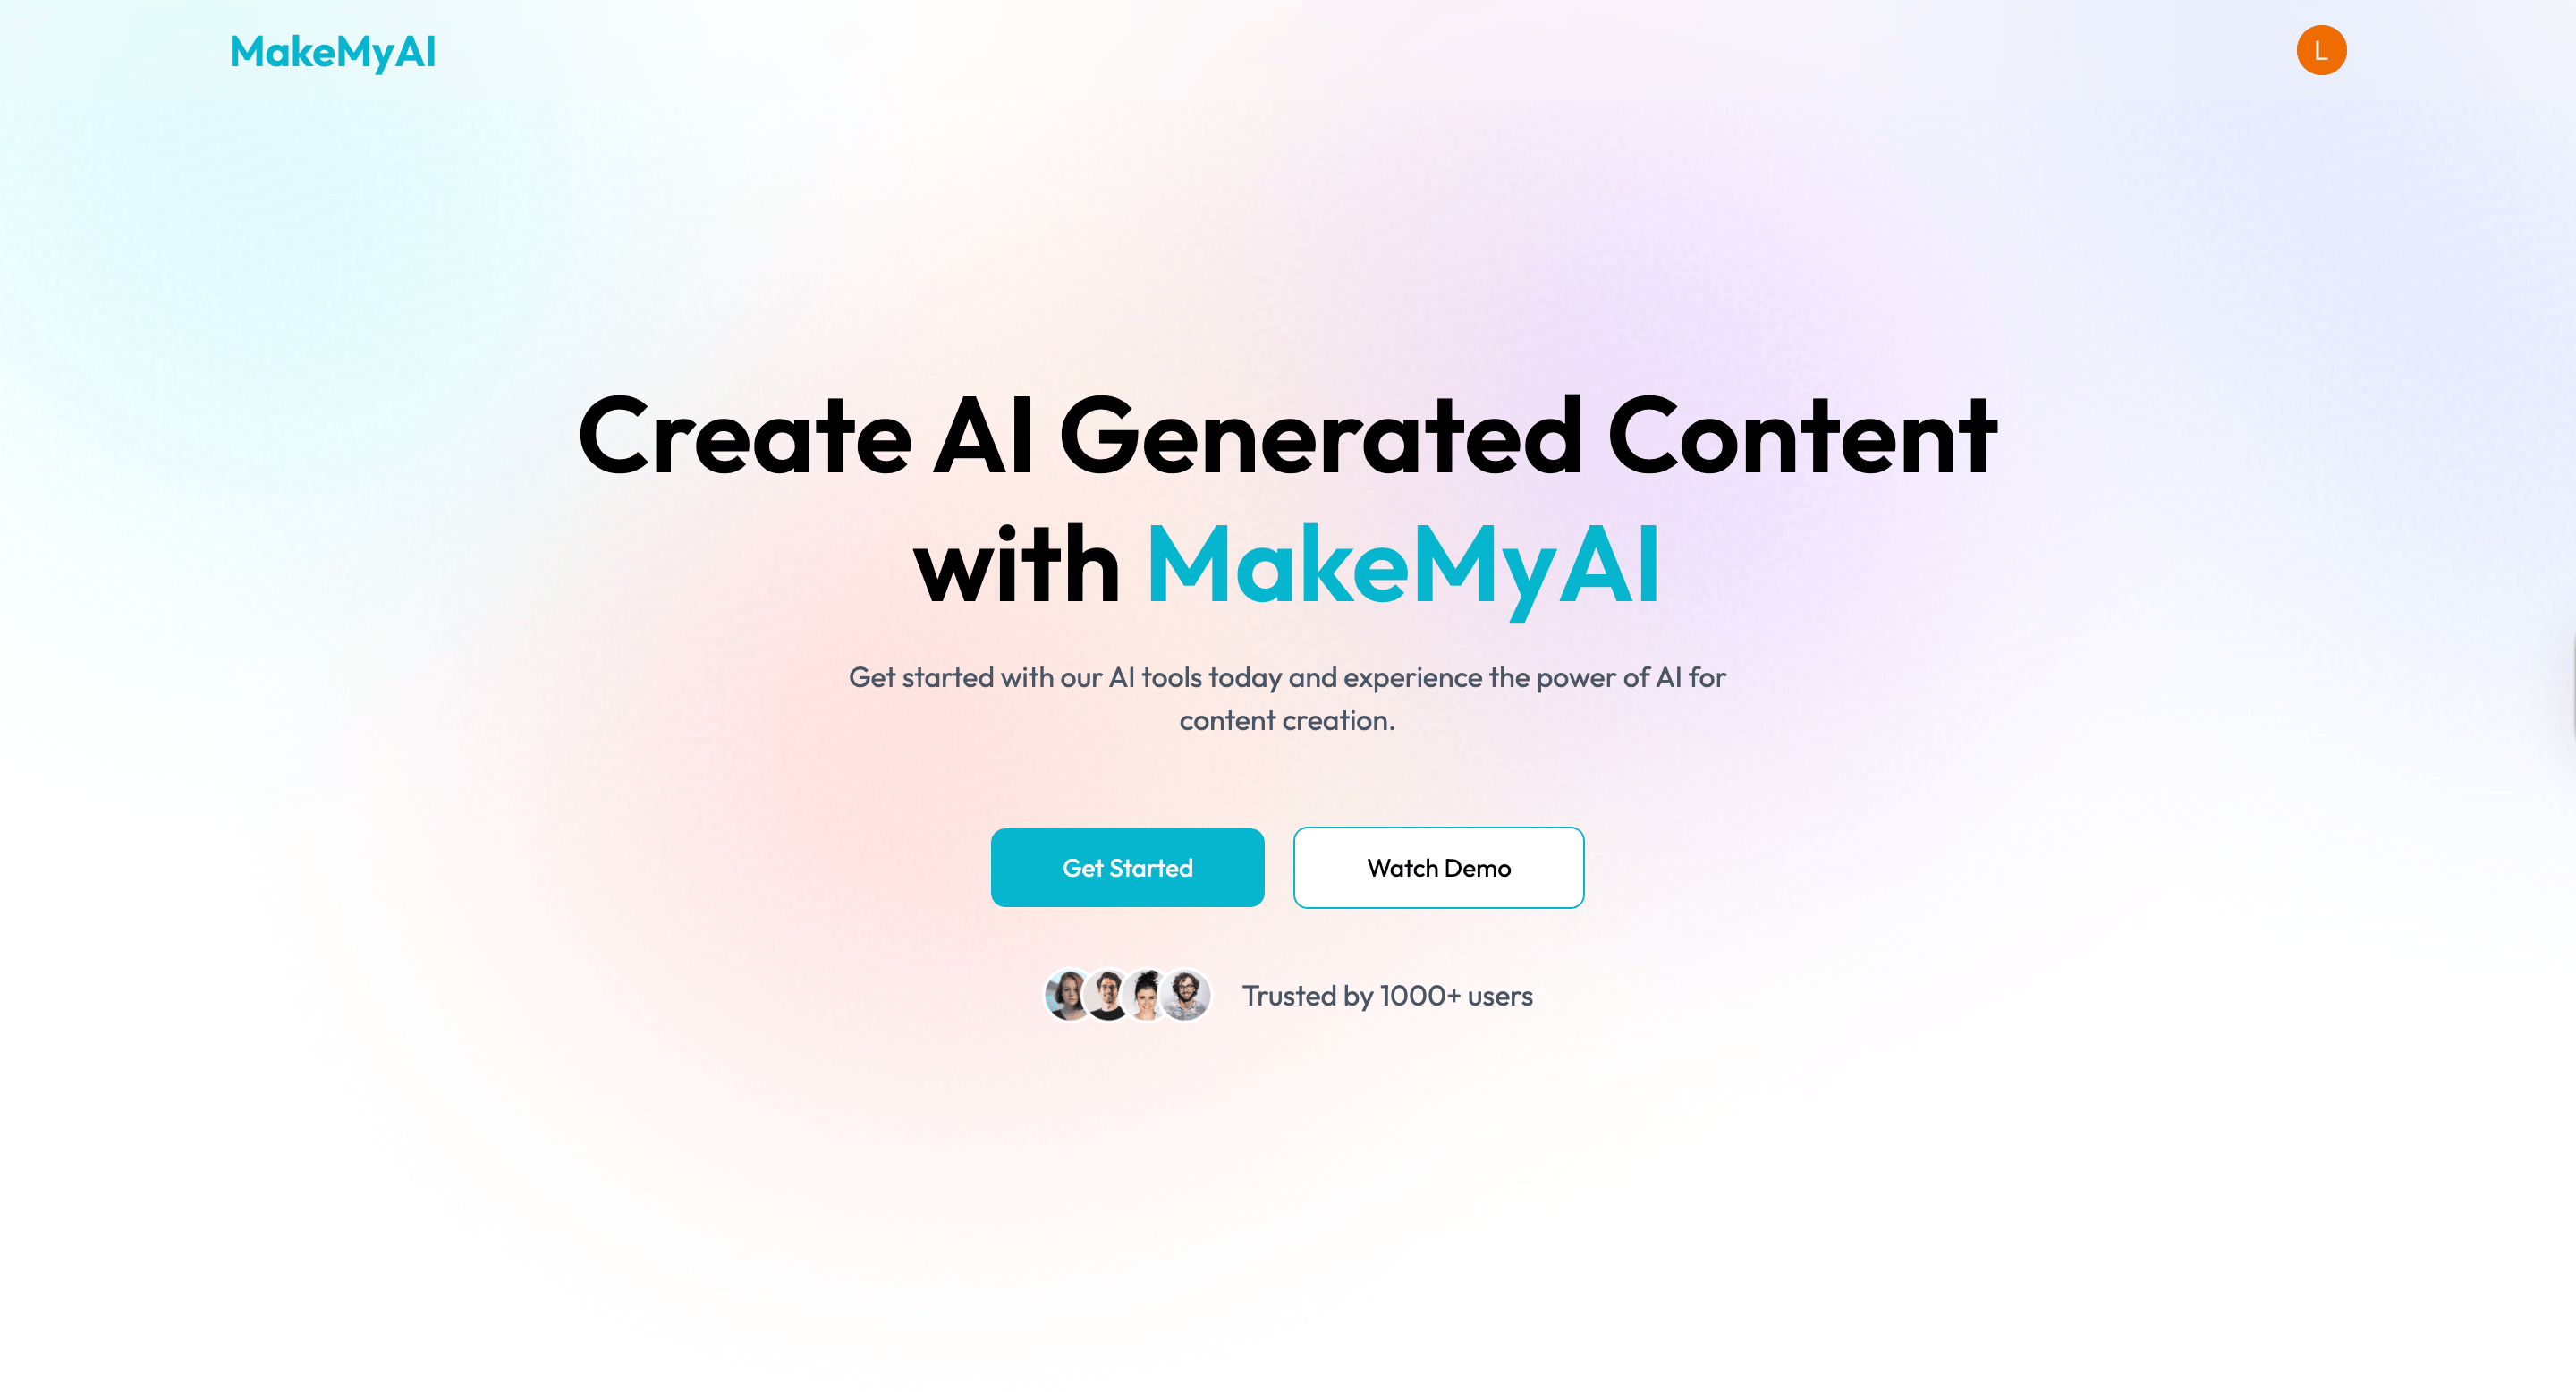 MakeMyAI
L
Create AI Generated Content
with MakeMyAI
Get started with our AI tools today and experience the power of AI for
content creation.
Get Started
Watch Demo
Trusted by 1000+ users